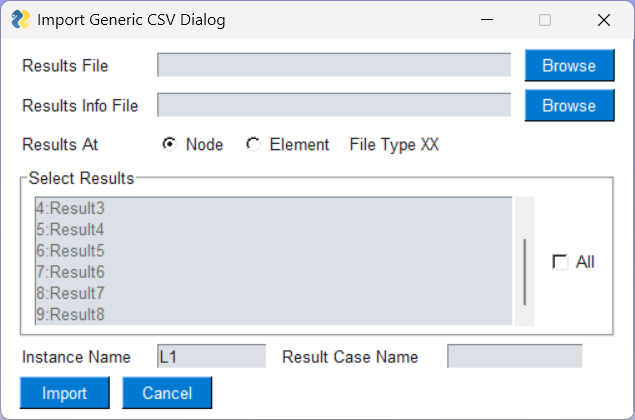 Import Generic CSV Dialog
Results File Browse
Results Info File Browse
Results At Node Element File Type XX
Select Results
4:Result3
5:Result4
6:Result5
7:Result6
8:Result7
9:Result8
All
Instance Name L1 Result Case Name
Import Cancel